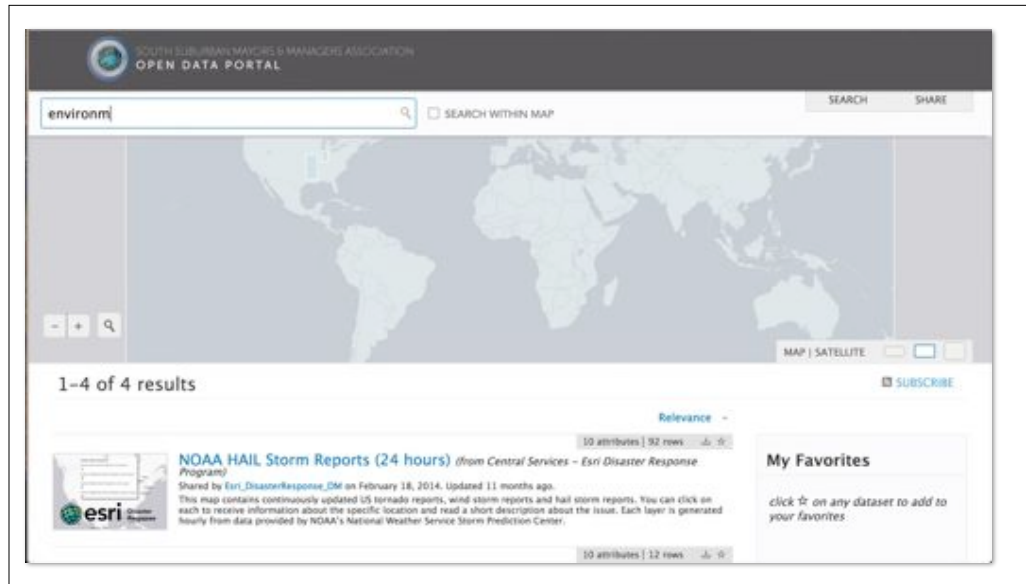 SOUTH SUBURBAN MAYORS & MANAGERS ASSOCIATION
OPEN DATA PORTAL
environm
SEARCH WITHIN MAP
SEARCH SHARE
- +
MAP | SATELLITE
1-4 of 4 results
SUBSCRIBE
Relevance
10 attributes | 92 rows
NOAA HAIL Storm Reports (24 hours) (from Central Services - Esri Disaster Response
Program)
Shared by Esri_DisasterResponse_DM on February 18, 2014. Updated 11 months ago.
This map contains continuously updated US tornado reports, wind storm reports and hail storm reports. You can click on
each to receive information about the specific location and read a short description about the issue. Each layer is generated
hourly from data provided by NOAA's National Weather Service Storm Prediction Center.
esri Disaster
Response
My Favorites
click ☆ on any dataset to add to
your favorites
10 attributes | 12 rows